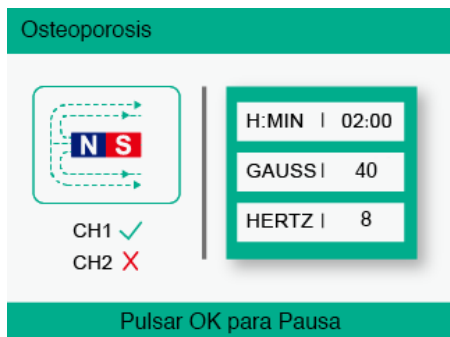 Osteoporosis
N S
CH1
CH2
H:MIN | 02:00
GAUSS | 40
HERTZ | 8
Pulsar OK para Pausa